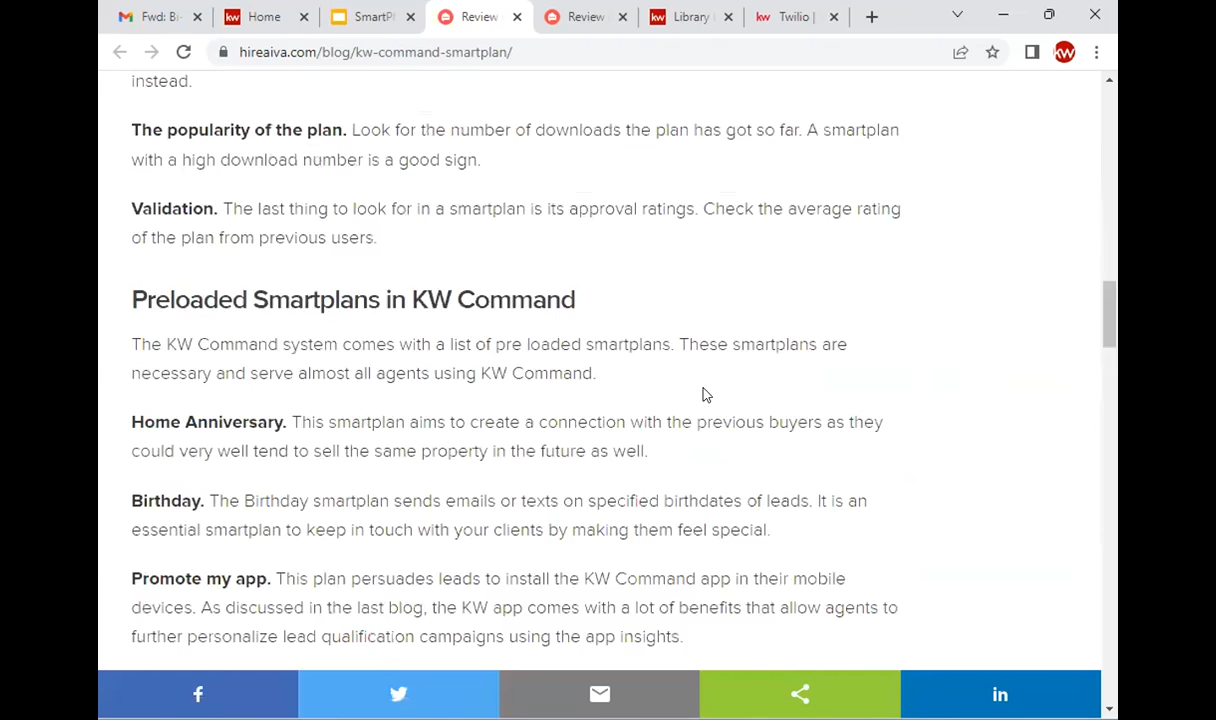 Fwd: Bi
Home
SmartPl
Review
Review
Library
Twilio |
hireaiva.com/blog/kw-command-smartplan/
instead.
The popularity of the plan. Look for the number of downloads the plan has got so far. A smartplan
with a high download number is a good sign.
Validation. The last thing to look for in a smartplan is its approval ratings. Check the average rating
of the plan from previous users.
Preloaded Smartplans in KW Command
The KW Command system comes with a list of pre loaded smartplans. These smartplans are
necessary and serve almost all agents using KW Command.
Home Anniversary. This smartplan aims to create a connection with the previous buyers as they
could very well tend to sell the same property in the future as well.
Birthday. The Birthday smartplan sends emails or texts on specified birthdates of leads. It is an
essential smartplan to keep in touch with your clients by making them feel special.
Promote my app. This plan persuades leads to install the KW Command app in their mobile
devices. As discussed in the last blog, the KW app comes with a lot of benefits that allow agents to
further personalize lead qualification campaigns using the app insights.